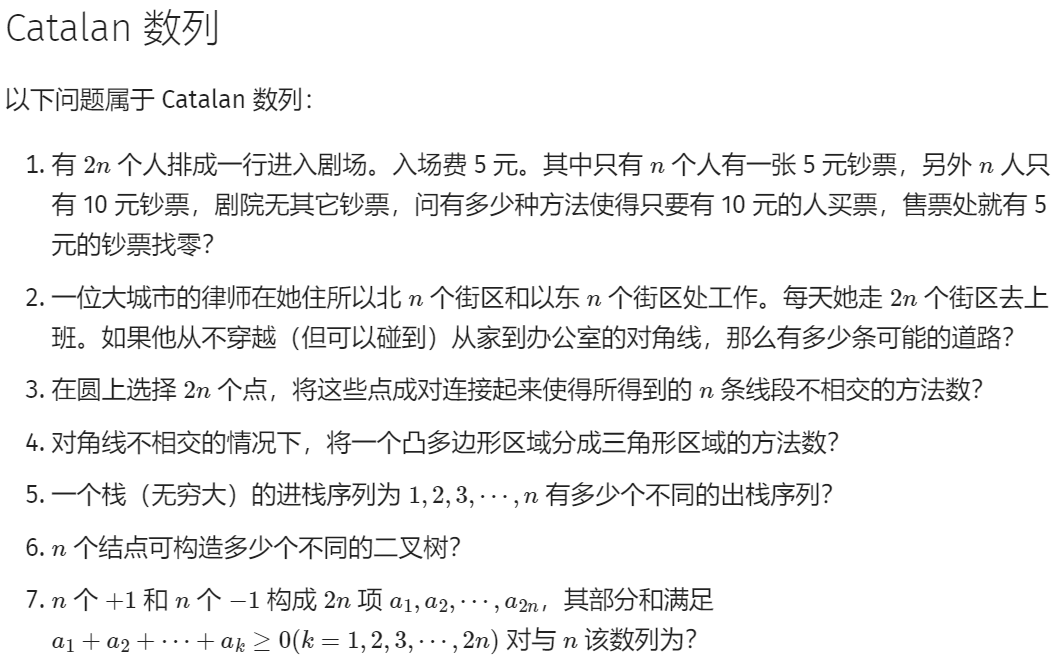 Catalan 数列
以下问题属于 Catalan 数列：
1. 有 2n 个人排成一行进入剧场。入场费 5 元。其中只有 n 个人有一张 5 元钞票，另外 n 人只
有 10 元钞票，剧院无其它钞票，问有多少种方法使得只要有 10 元的人买票，售票处就有 5
元的钞票找零？
2. 一位大城市的律师在她住所以北 n 个街区和以东 n 个街区处工作。每天她走 2n 个街区去上
班。如果他从不穿越（但可以碰到）从家到办公室的对角线，那么有多少条可能的道路？
3. 在圆上选择 2n 个点，将这些点成对连接起来使得所得到的 n 条线段不相交的方法数？
4. 对角线不相交的情况下，将一个凸多边形区域分成三角形区域的方法数？
5. 一个栈（无穷大）的进栈序列为 1, 2, 3, ⋯, n 有多少个不同的出栈序列？
6. n 个结点可构造多少个不同的二叉树？
7. n 个 +1 和 n 个 −1 构成 2n 项 a₁, a₂, ⋯, a₂ₙ，其部分和满足
a₁ + a₂ + ⋯ + aₖ ≥ 0(k = 1, 2, 3, ⋯, 2n) 对与 n 该数列为？